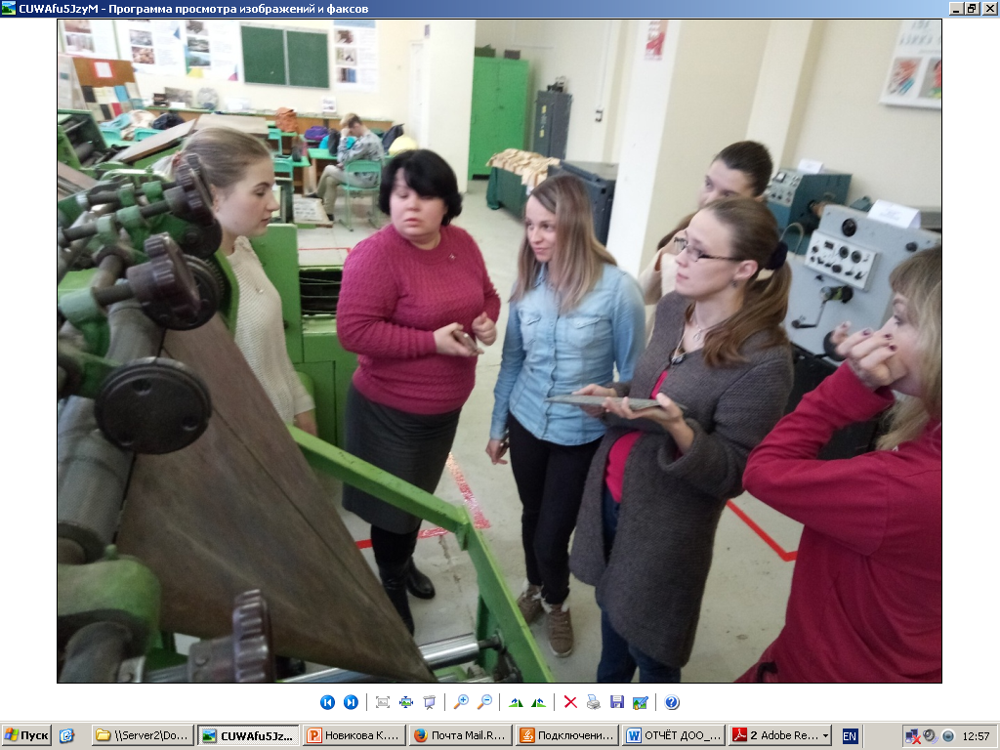 CUWAfu5JzyM - Программа просмотра изображений и факсов
Пуск
\\Server2\Do...
CUWAfu5Jz...
Новикова К....
Почта Mail.R...
Подключени...
ОТЧЁТ ДОО_...
2 Adobe Re...
EN
12:57